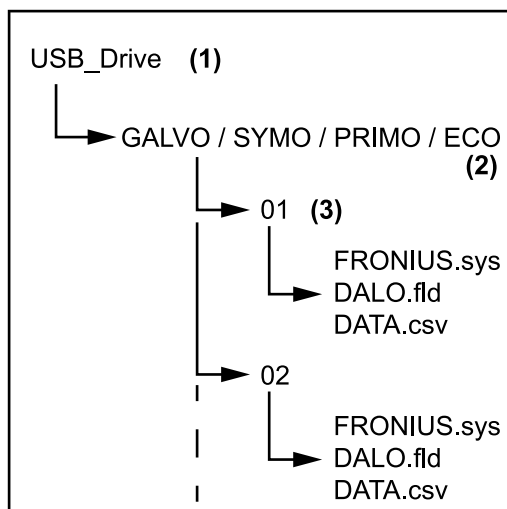 USB_Drive (1)
GALVO / SYMO / PRIMO / ECO
(2)
01 (3)
FRONIUS.sys
DALO.fld
DATA.csv
02
FRONIUS.sys
DALO.fld
DATA.csv